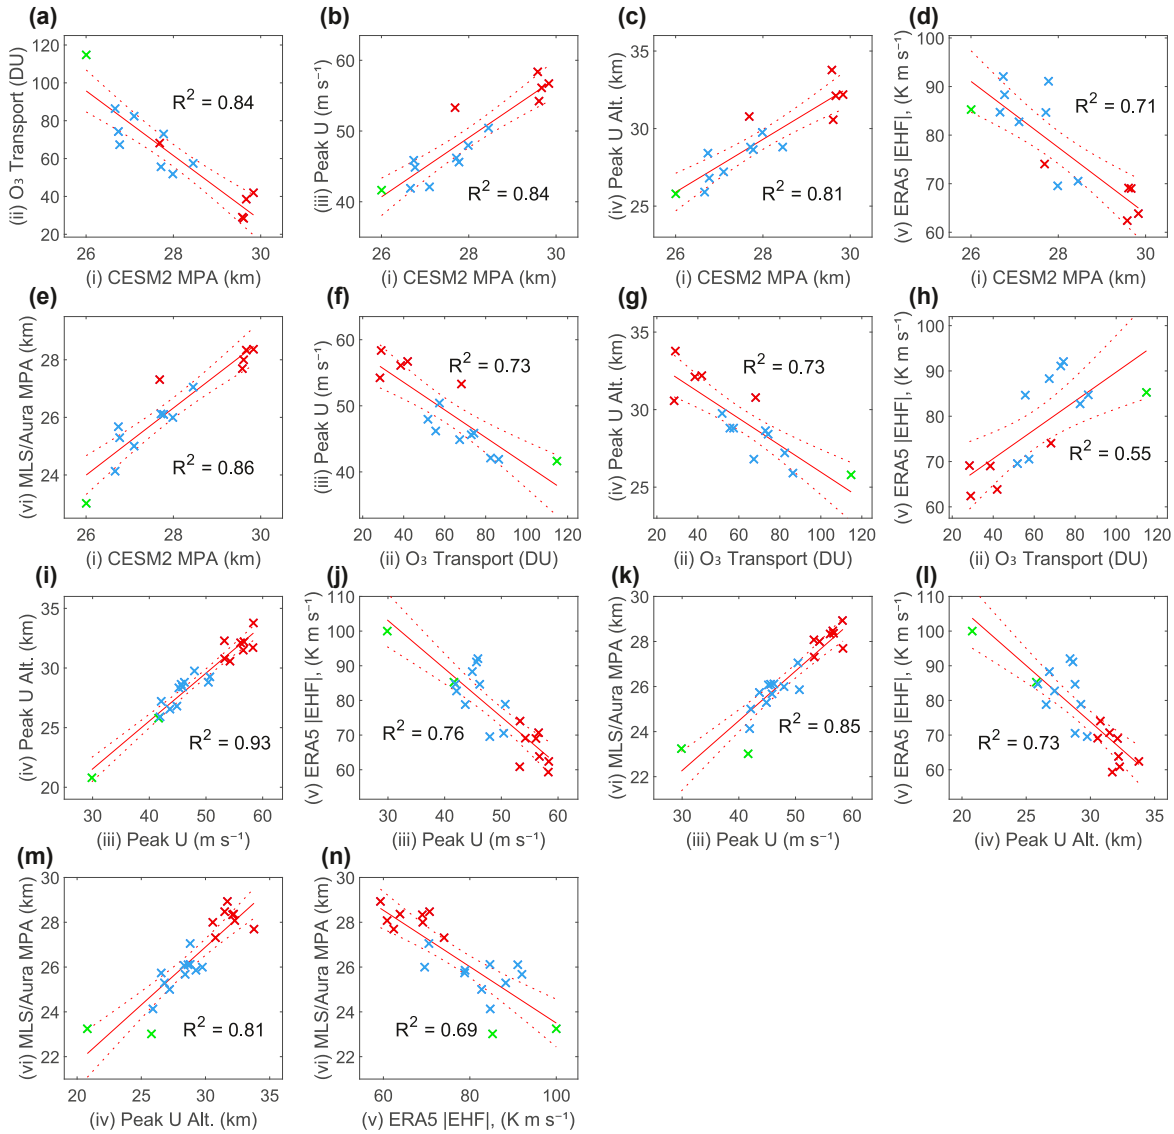 (a)
(ii) O₃ Transport (DU)
120
100
80
60
40
20
R² = 0.84
26 28 30
(i) CESM2 MPA (km)
(b)
(iii) Peak U (m s⁻¹)
60
50
40
R² = 0.84
26 28 30
(i) CESM2 MPA (km)
(c)
(iv) Peak U Alt. (km)
35
30
25
R² = 0.81
26 28 30
(i) CESM2 MPA (km)
(d)
(v) ERA5 |EHF|, (K m s⁻¹)
100
90
80
70
60
R² = 0.71
26 28 30
(i) CESM2 MPA (km)
(e)
(vi) MLS/Aura MPA (km)
28
26
24
R² = 0.86
26 28 30
(i) CESM2 MPA (km)
(f)
(iii) Peak U (m s⁻¹)
60
50
40
R² = 0.73
20 40 60 80 100 120
(ii) O₃ Transport (DU)
(g)
(iv) Peak U Alt. (km)
35
30
25
R² = 0.73
20 40 60 80 100 120
(ii) O₃ Transport (DU)
(h)
(v) ERA5 |EHF|, (K m s⁻¹)
100
90
80
70
60
R² = 0.55
20 40 60 80 100 120
(ii) O₃ Transport (DU)
(i)
(iv) Peak U Alt. (km)
35
30
25
20
R² = 0.93
30 40 50 60
(iii) Peak U (m s⁻¹)
(j)
(v) ERA5 |EHF|, (K m s⁻¹)
110
100
90
80
70
60
R² = 0.76
30 40 50 60
(iii) Peak U (m s⁻¹)
(k)
(vi) MLS/Aura MPA (km)
30
28
26
24
22
R² = 0.85
30 40 50 60
(iii) Peak U (m s⁻¹)
(l)
(v) ERA5 |EHF|, (K m s⁻¹)
110
100
90
80
70
60
R² = 0.73
20 25 30 35
(iv) Peak U Alt. (km)
(m)
(vi) MLS/Aura MPA (km)
30
28
26
24
22
R² = 0.81
20 25 30 35
(iv) Peak U Alt. (km)
(n)
(vi) MLS/Aura MPA (km)
30
28
26
24
22
R² = 0.69
60 80 100
(v) ERA5 |EHF|, (K m s⁻¹)